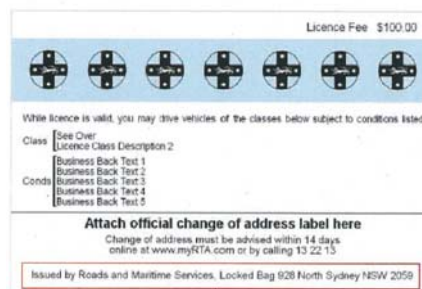 Licence Fee $100.00
While licence is valid, you may drive vehicles of the classes below subject to conditions listed
Class See Over
Licence Class Description 2
Conds Business Back Text 1
Business Back Text 2
Business Back Text 3
Business Back Text 4
Business Back Text 5
Attach official change of address label here
Change of address must be advised within 14 days
online at www.myRTA.com or by calling 13 22 13
Issued by Roads and Maritime Services, Locked Bag 928 North Sydney NSW 2059